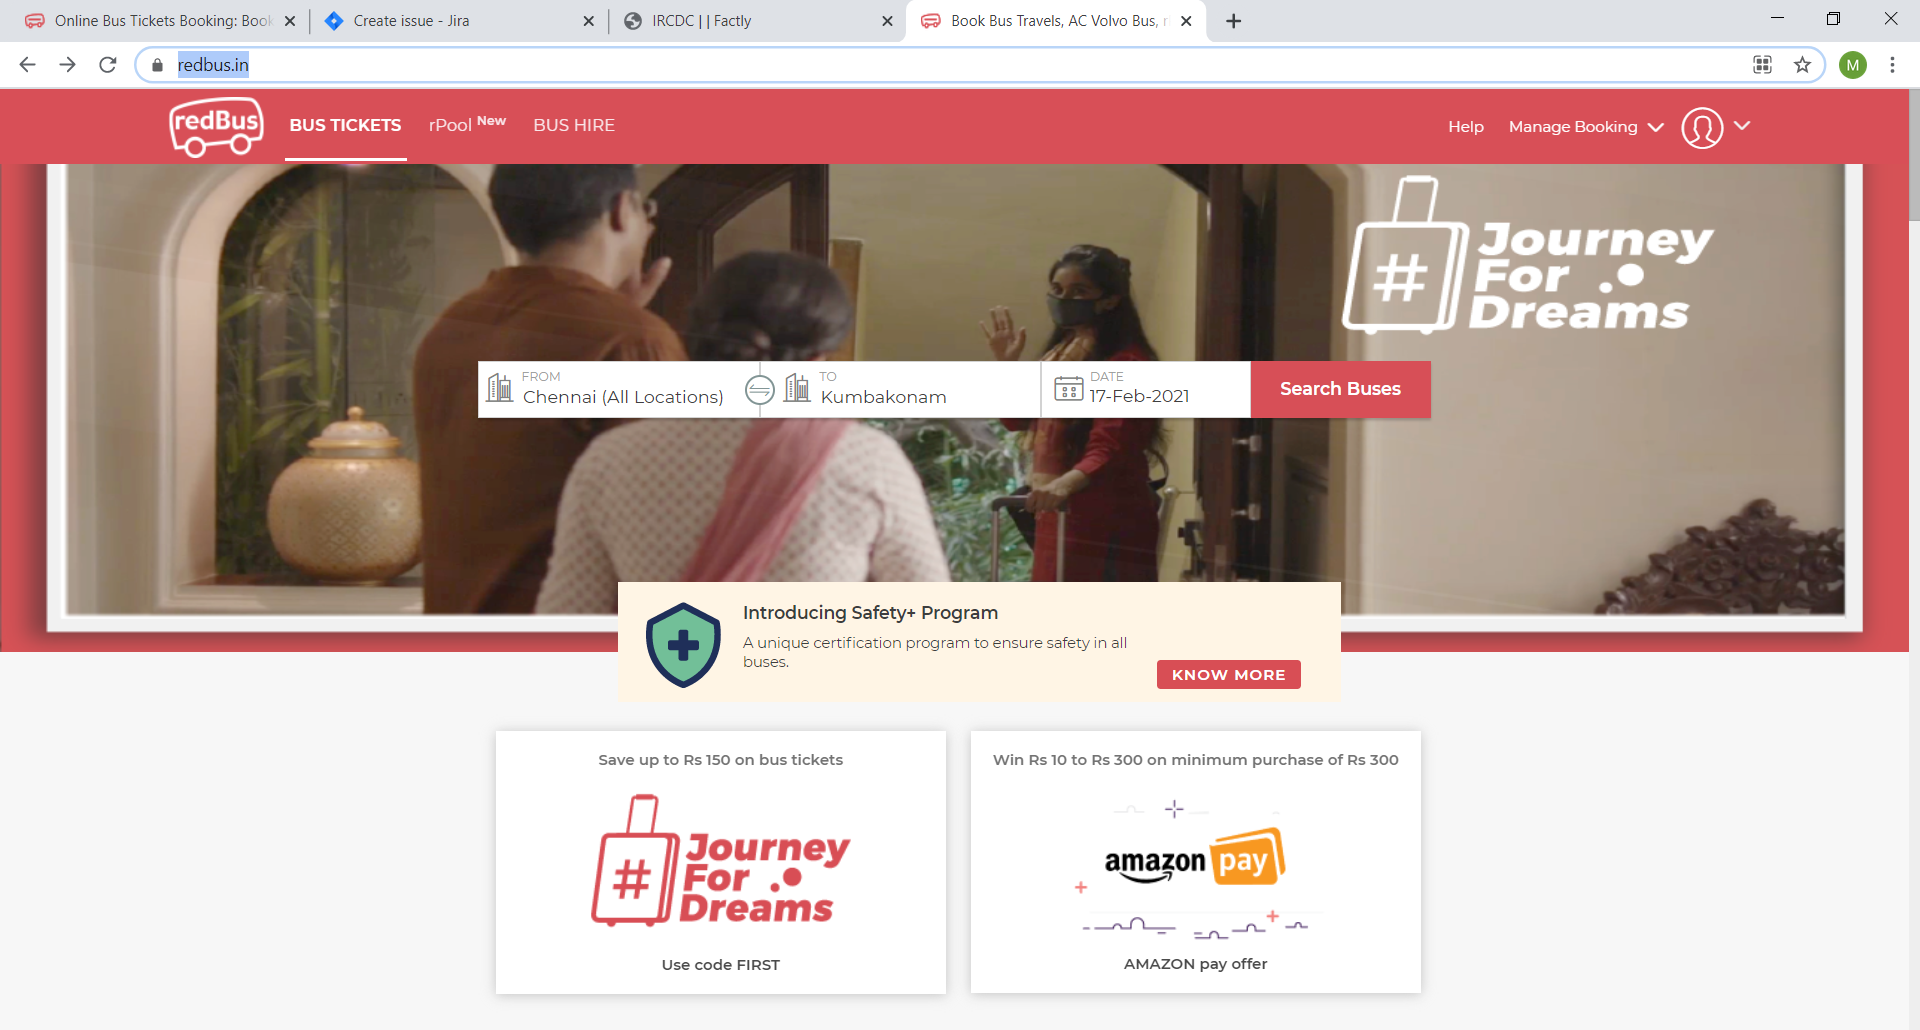 Online Bus Tickets Booking: Book
Create issue - Jira
IRCDC | | Factly
Book Bus Travels, AC Volvo Bus, r
redbus.in
M
redBus
BUS TICKETS
rPool New
BUS HIRE
Help
Manage Booking
#
Journey
For
Dreams
FROM
Chennai (All Locations)
TO
Kumbakonam
DATE
17-Feb-2021
Search Buses
Introducing Safety+ Program
A unique certification program to ensure safety in all
buses.
KNOW MORE
Save up to Rs 150 on bus tickets
#
Journey
For
Dreams
Use code FIRST
Win Rs 10 to Rs 300 on minimum purchase of Rs 300
amazon pay
AMAZON pay offer